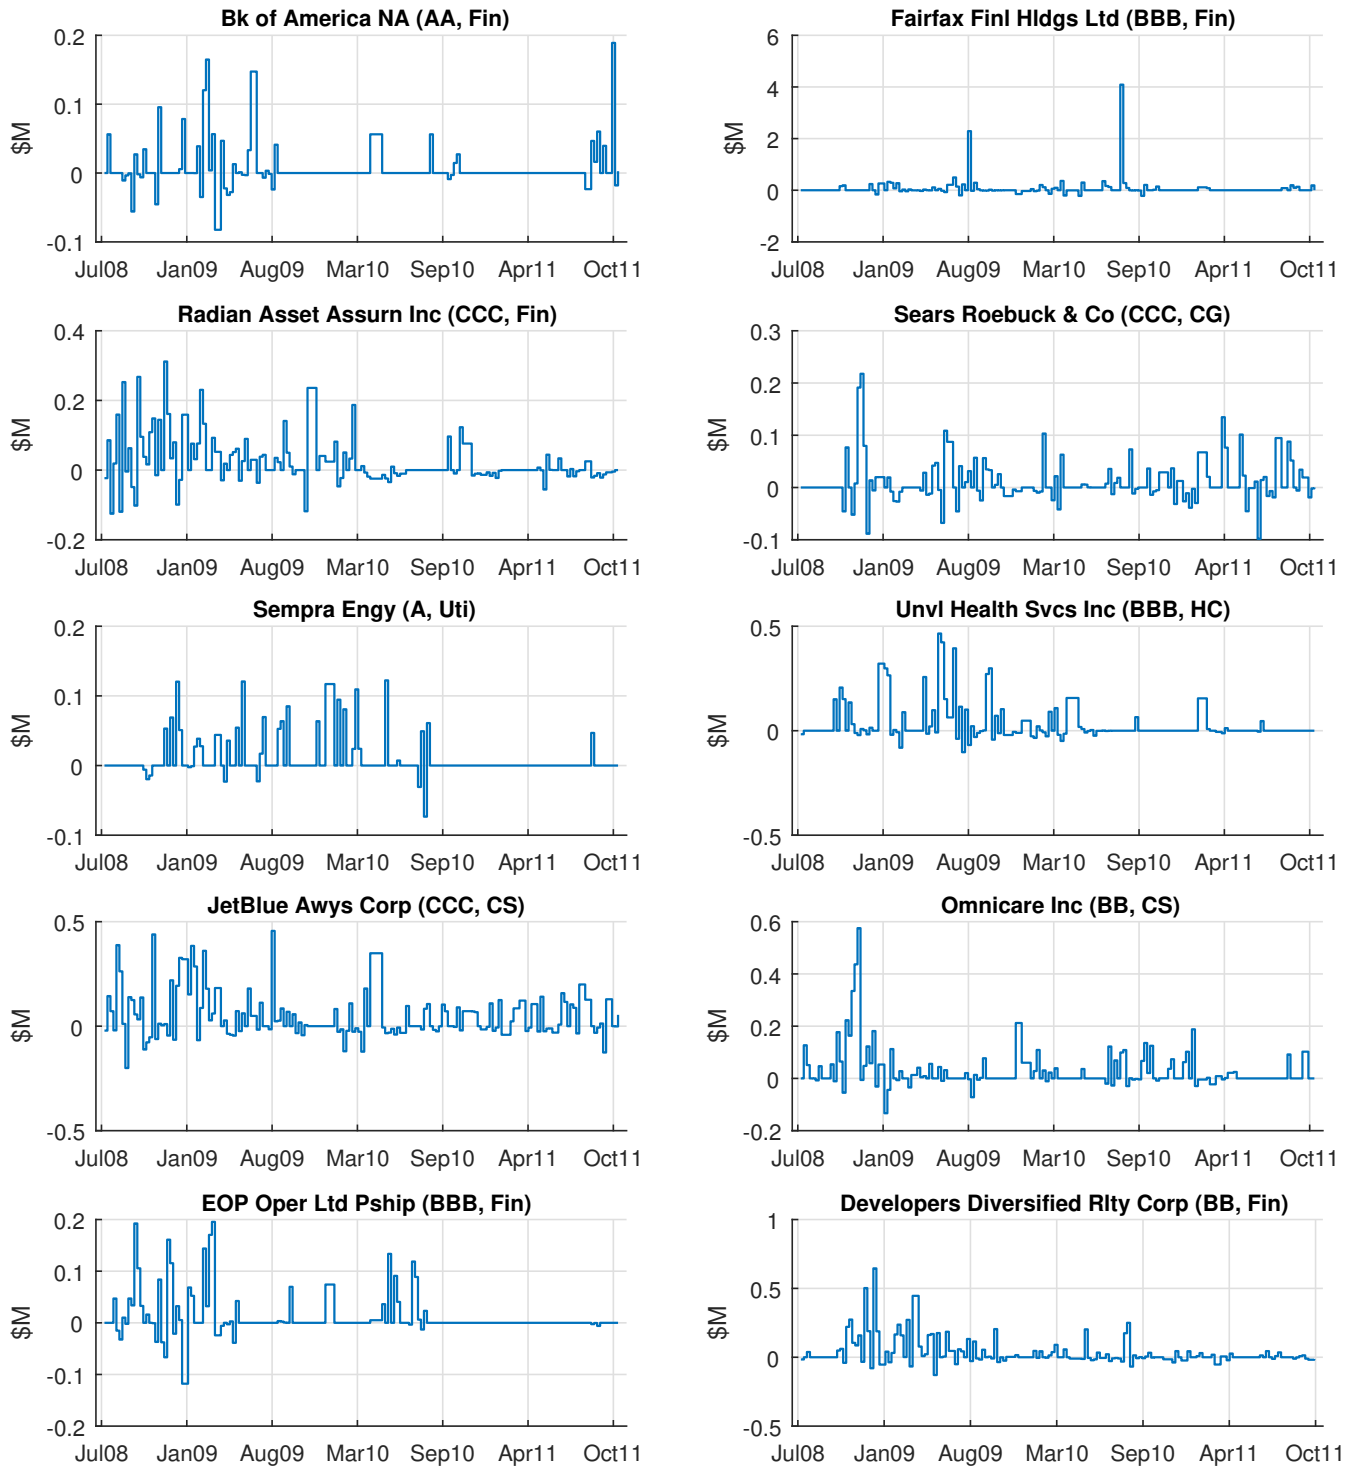 Bk of America NA (AA, Fin)
0.2
0.1
0
-0.1
$M
Jul08 Jan09 Aug09 Mar10 Sep10 Apr11 Oct11
Fairfax Finl Hldgs Ltd (BBB, Fin)
6
4
2
0
-2
$M
Jul08 Jan09 Aug09 Mar10 Sep10 Apr11 Oct11
Radian Asset Assurn Inc (CCC, Fin)
0.4
0.2
0
-0.2
$M
Jul08 Jan09 Aug09 Mar10 Sep10 Apr11 Oct11
Sears Roebuck & Co (CCC, CG)
0.3
0.2
0.1
0
-0.1
$M
Jul08 Jan09 Aug09 Mar10 Sep10 Apr11 Oct11
Sempra Engy (A, Uti)
0.2
0.1
0
-0.1
$M
Jul08 Jan09 Aug09 Mar10 Sep10 Apr11 Oct11
Unvl Health Svcs Inc (BBB, HC)
0.5
0
-0.5
$M
Jul08 Jan09 Aug09 Mar10 Sep10 Apr11 Oct11
JetBlue Awys Corp (CCC, CS)
0.5
0
-0.5
$M
Jul08 Jan09 Aug09 Mar10 Sep10 Apr11 Oct11
Omnicare Inc (BB, CS)
0.6
0.4
0.2
0
-0.2
$M
Jul08 Jan09 Aug09 Mar10 Sep10 Apr11 Oct11
EOP Oper Ltd Pship (BBB, Fin)
0.2
0.1
0
-0.1
-0.2
$M
Jul08 Jan09 Aug09 Mar10 Sep10 Apr11 Oct11
Developers Diversified Rlty Corp (BB, Fin)
1
0.5
0
-0.5
$M
Jul08 Jan09 Aug09 Mar10 Sep10 Apr11 Oct11